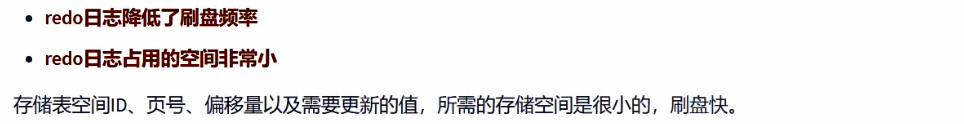 redo日志降低了刷盘频率
redo日志占用的空间非常小
存储表空间ID、页号、偏移量以及需要更新的值，所需的存储空间是很小的，刷盘快。